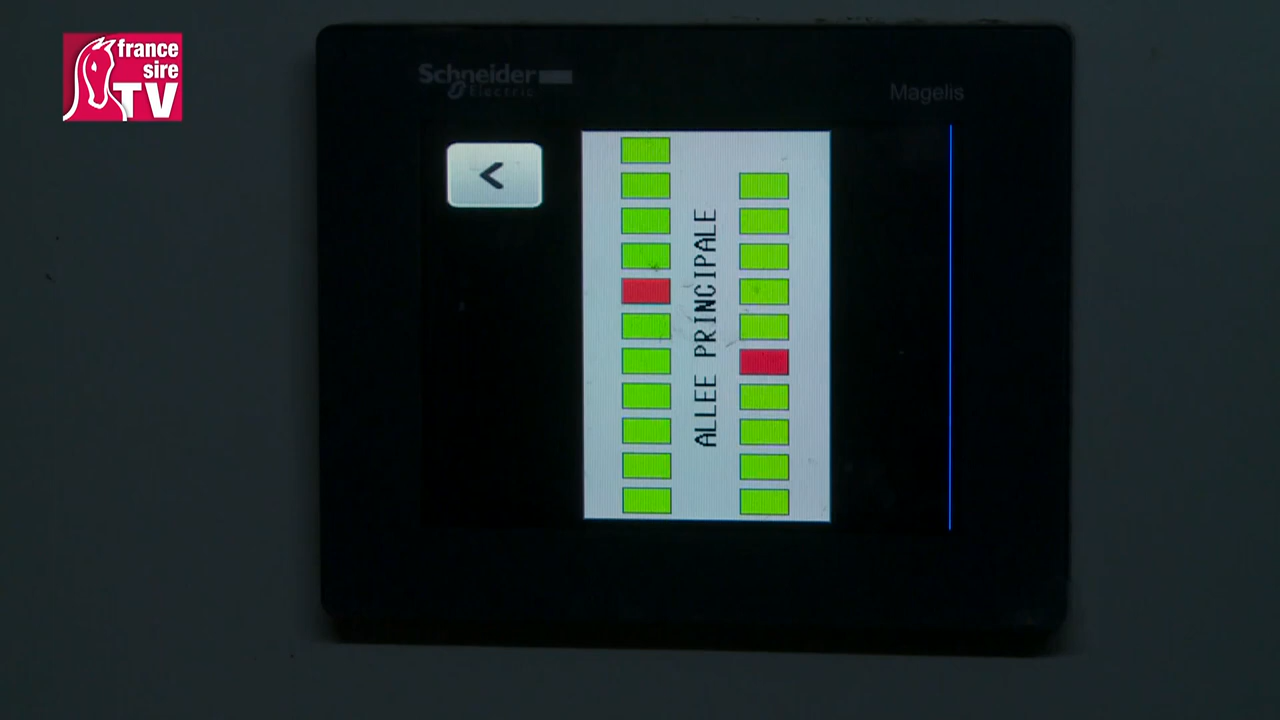 france
sire
TV
Schneider
Electric
Magelis
<
ALLEE PRINCIPALE